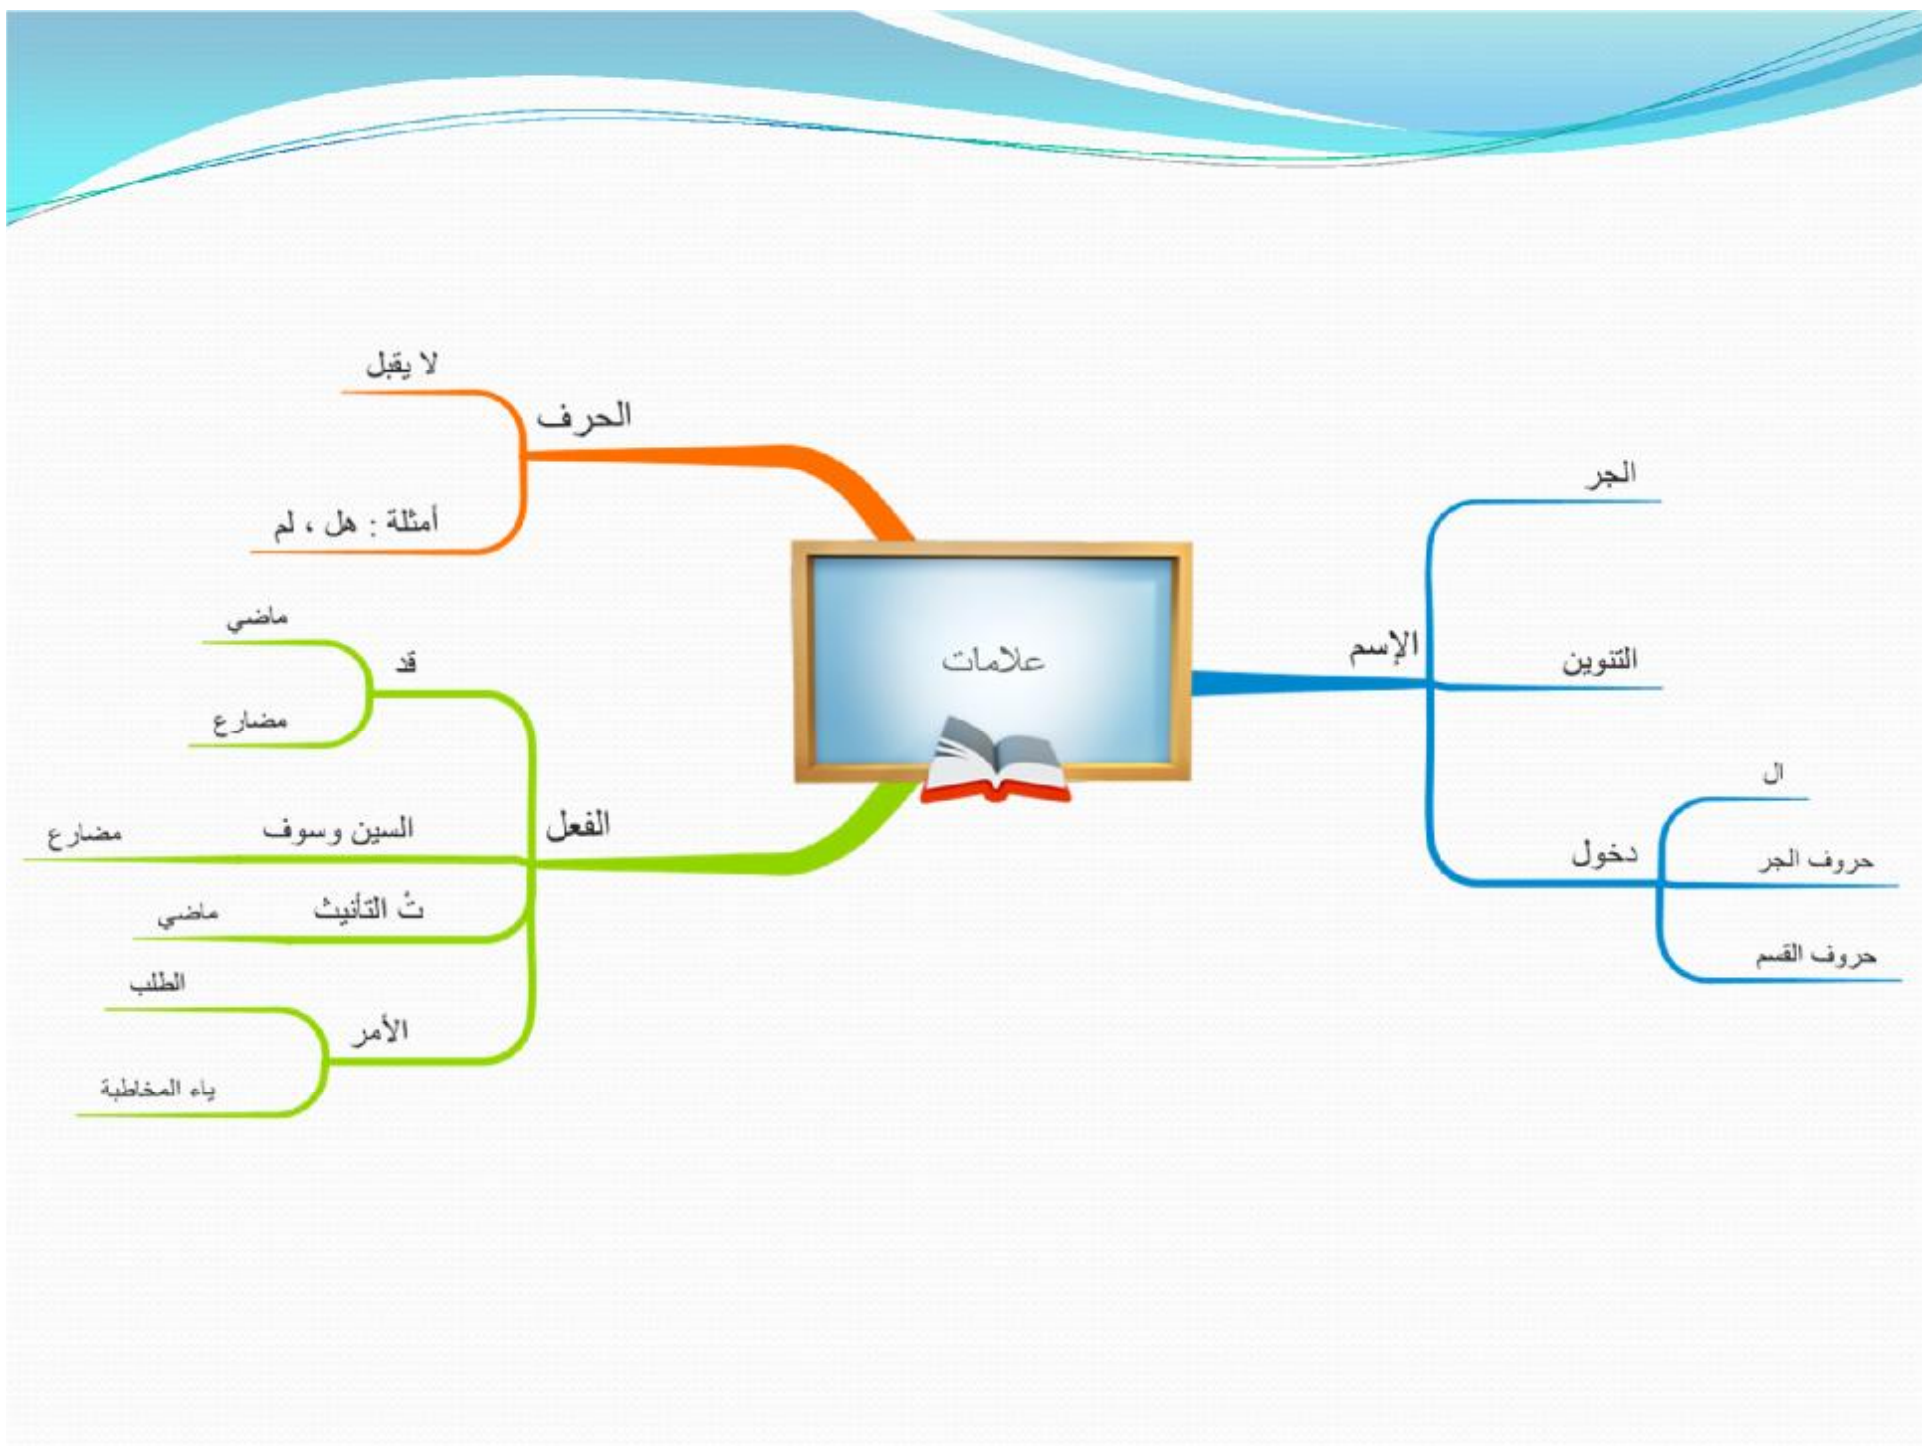 علامات
الإسم
الجر
التنوين
دخول
ال
حروف الجر
حروف القسم
الحرف
لا يقبل
أمثلة : هل ، لم
الفعل
قد
ماضي
مضارع
السين وسوف
مضارع
تْ التأنيث
ماضي
الأمر
الطلب
ياء المخاطبة